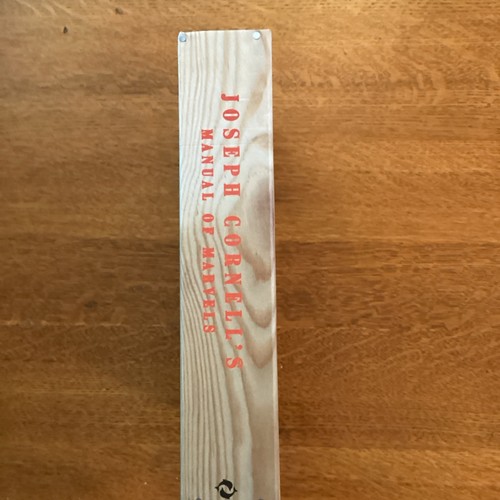 JOSEPH CORNELL'S
MANUAL OF MARVELS